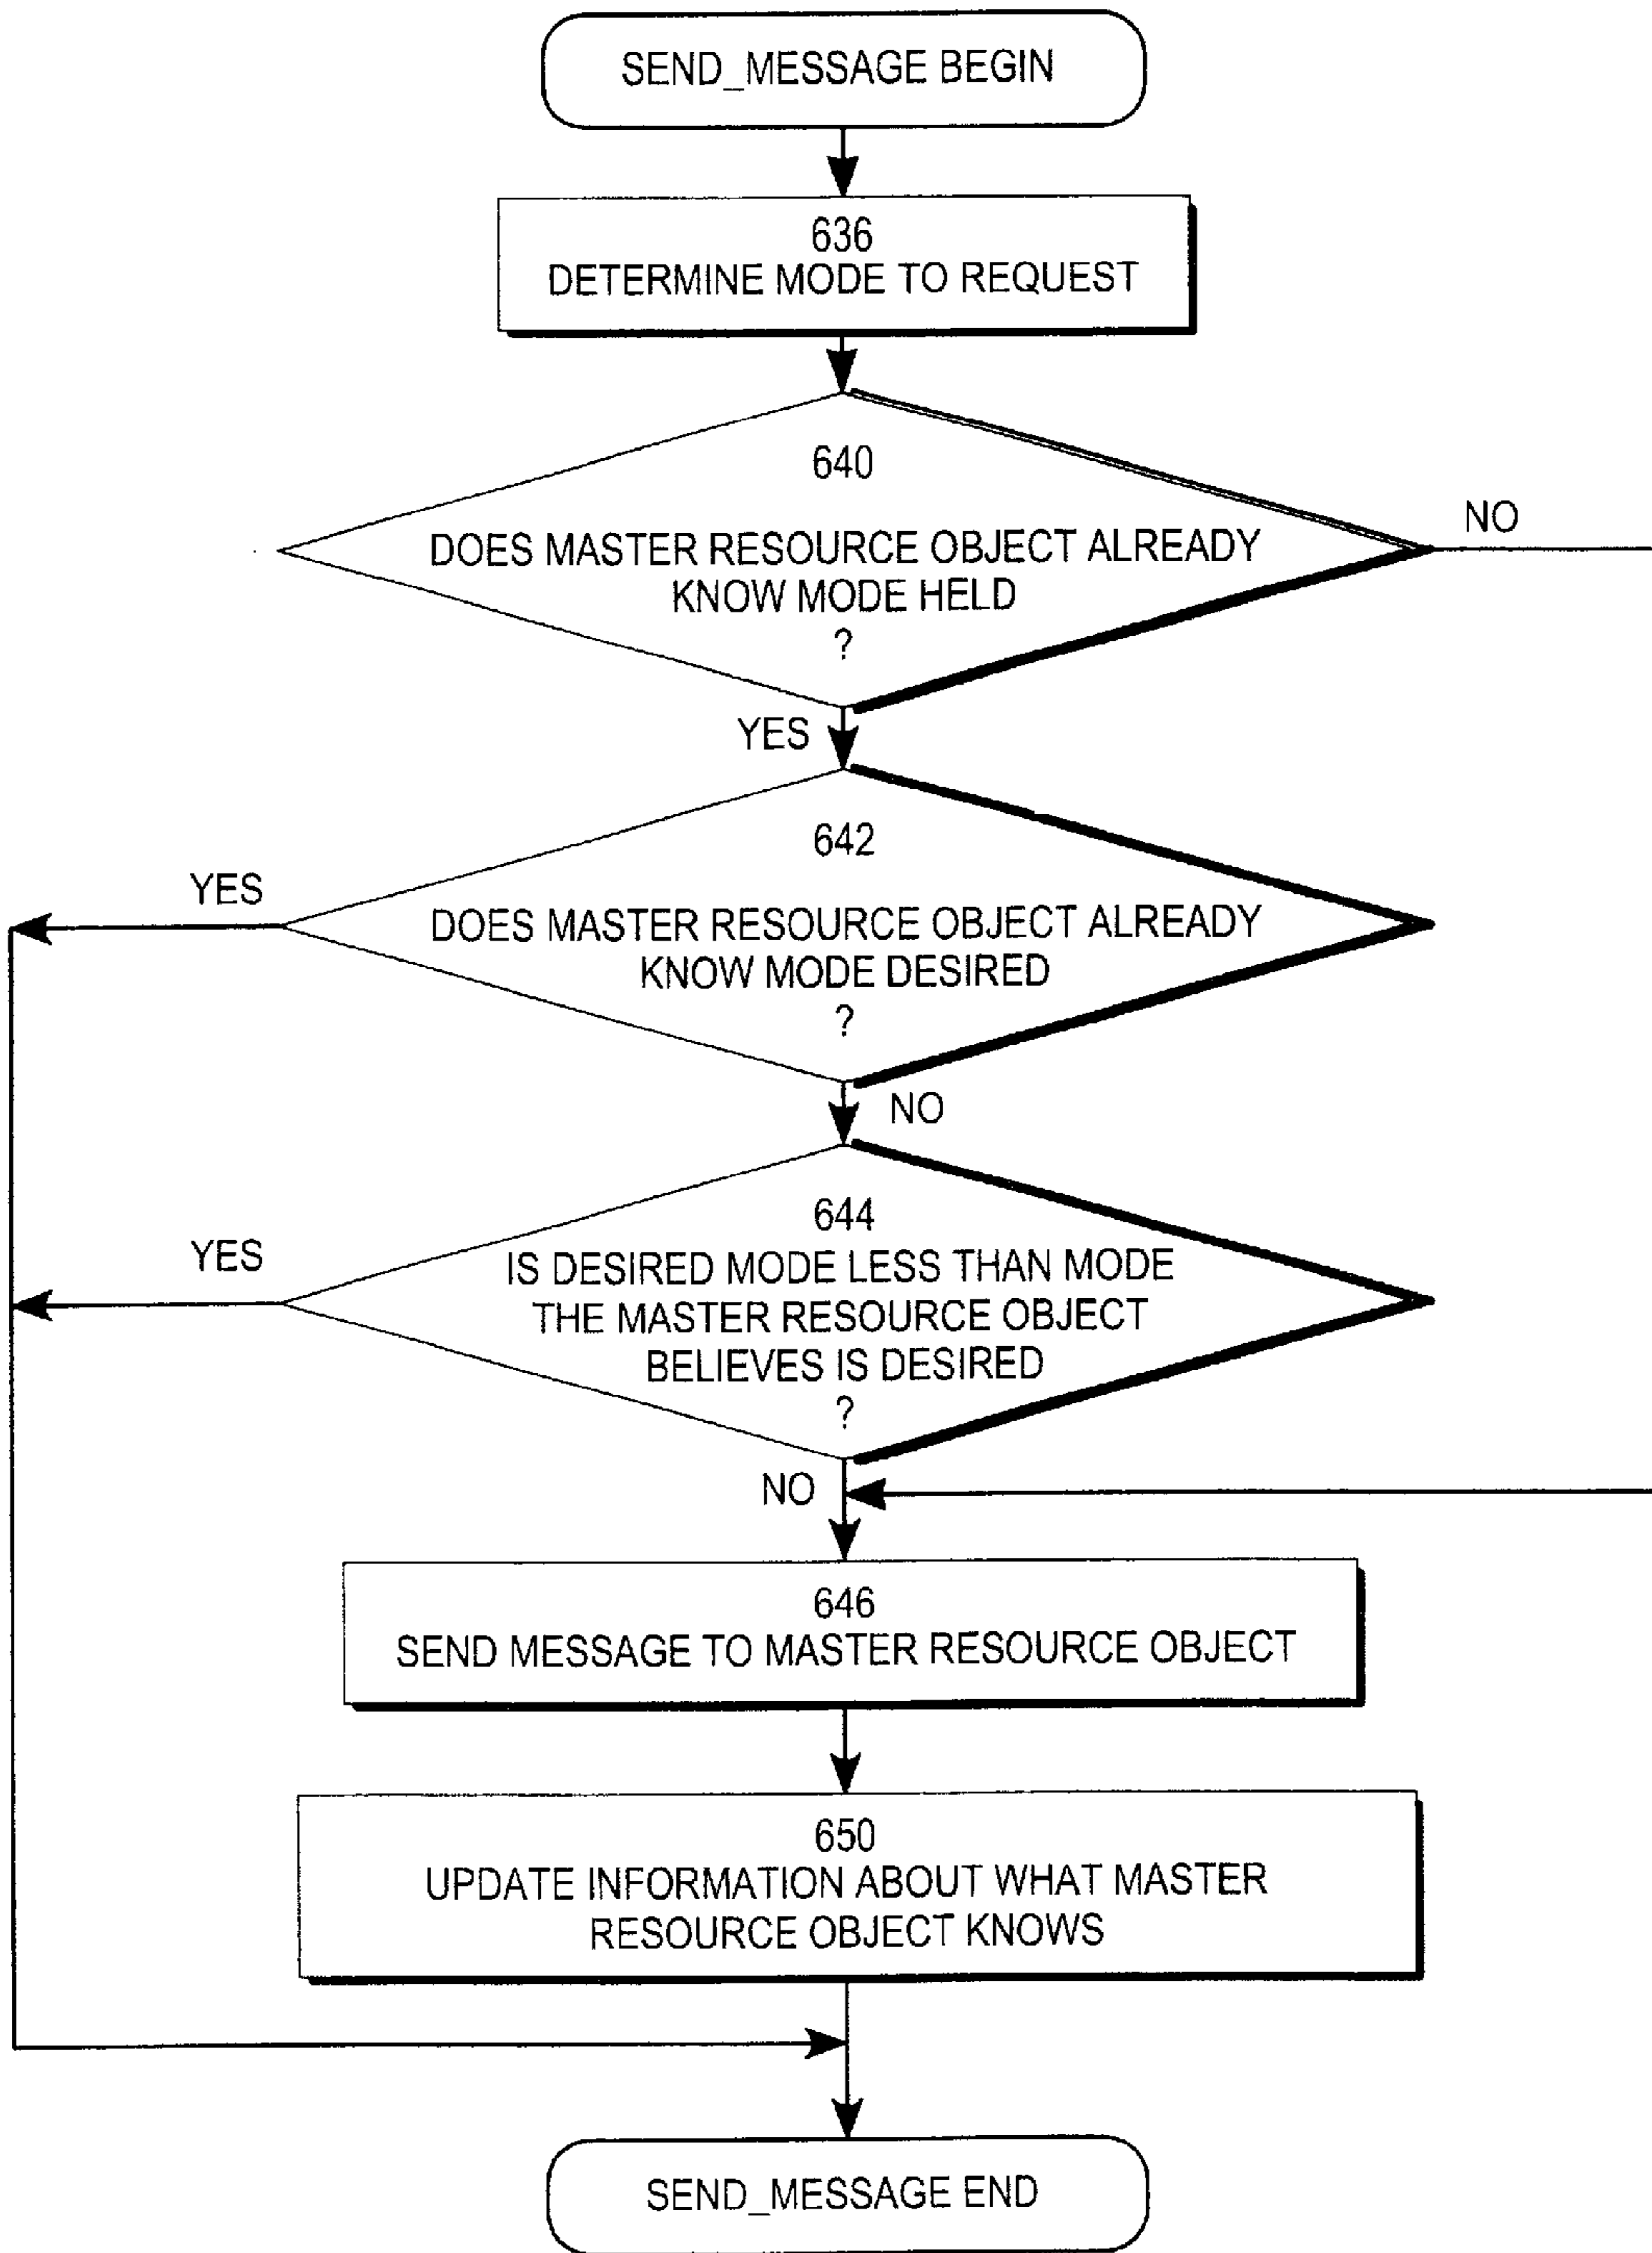 SEND_MESSAGE BEGIN
636
DETERMINE MODE TO REQUEST
640
DOES MASTER RESOURCE OBJECT ALREADY
KNOW MODE HELD
?
NO
YES
642
DOES MASTER RESOURCE OBJECT ALREADY
KNOW MODE DESIRED
?
YES
NO
644
IS DESIRED MODE LESS THAN MODE
THE MASTER RESOURCE OBJECT
BELIEVES IS DESIRED
?
YES
NO
646
SEND MESSAGE TO MASTER RESOURCE OBJECT
650
UPDATE INFORMATION ABOUT WHAT MASTER
RESOURCE OBJECT KNOWS
SEND_MESSAGE END